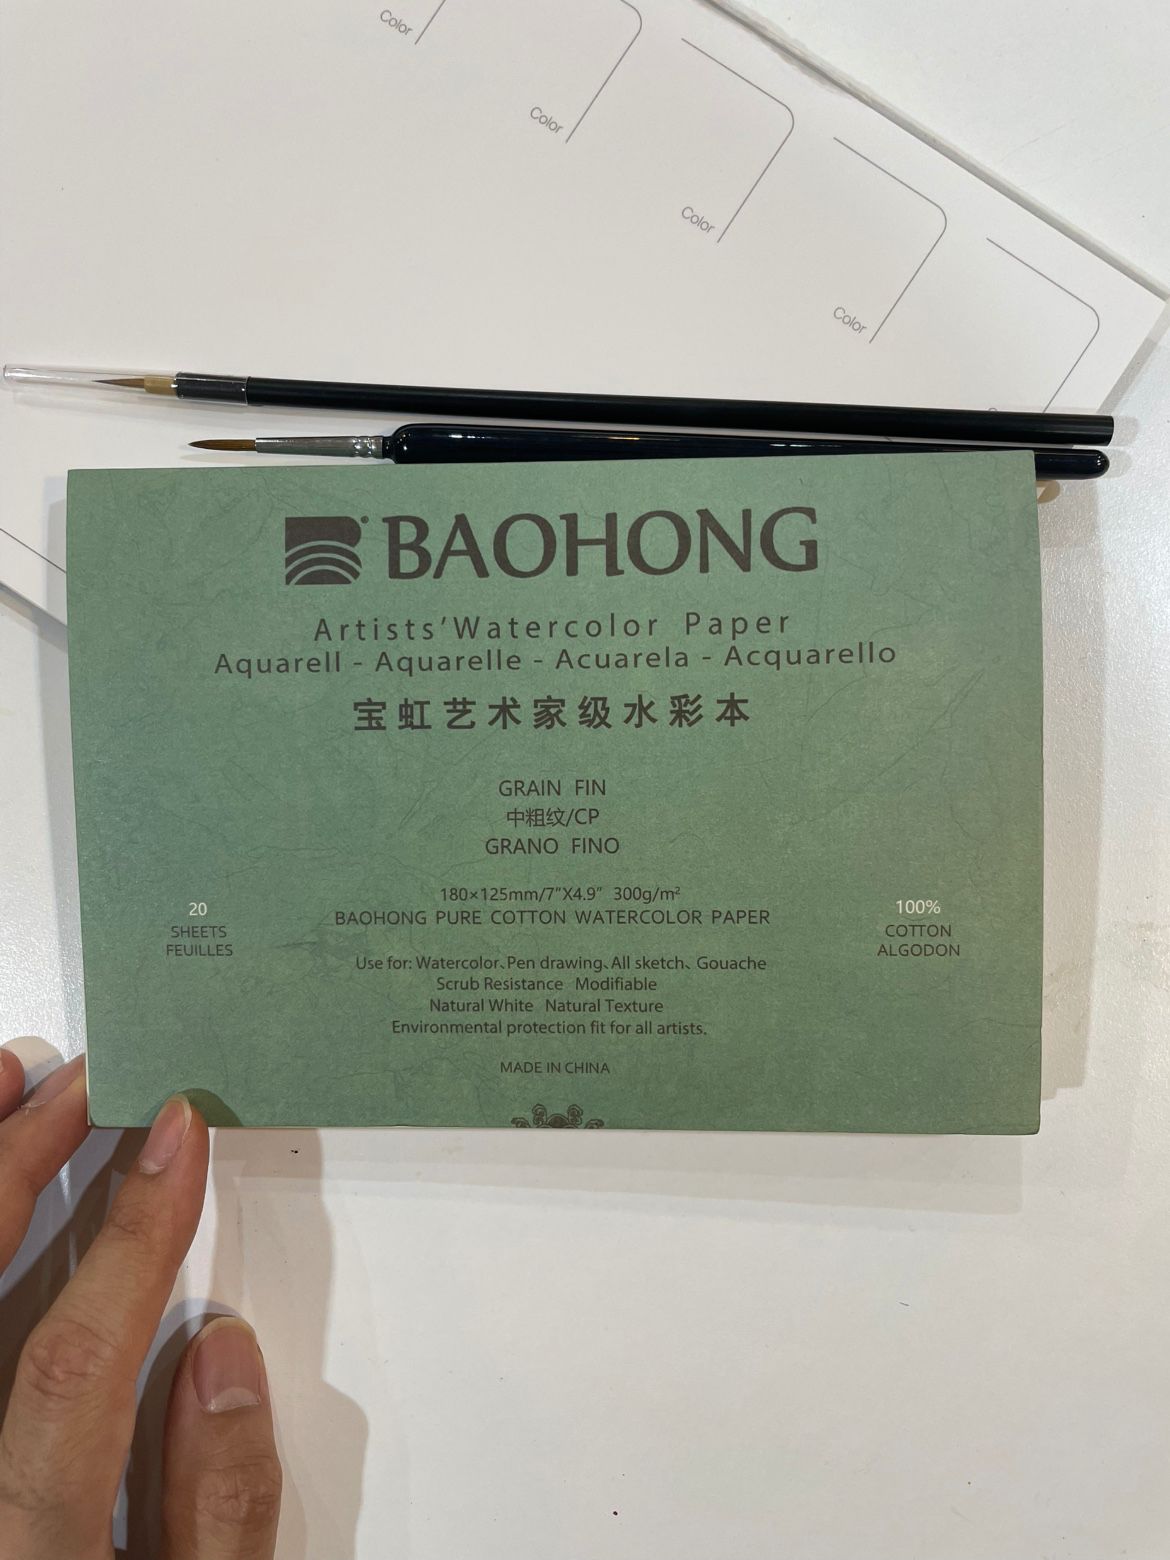 Color
Color
Color
Color
BAOHONG
Artists'Watercolor Paper
Aquarell - Aquarelle - Acuarela - Acquarello
宝虹艺术家级水彩本
GRAIN FIN
中粗纹/CP
GRANO FINO
180×125mm/7"X4.9" 300g/m²
BAOHONG PURE COTTON WATERCOLOR PAPER
20
SHEETS
FEUILLES
100%
COTTON
ALGODON
Use for: Watercolor、Pen drawing、All sketch、Gouache
Scrub Resistance Modifiable
Natural White Natural Texture
Environmental protection fit for all artists.
MADE IN CHINA